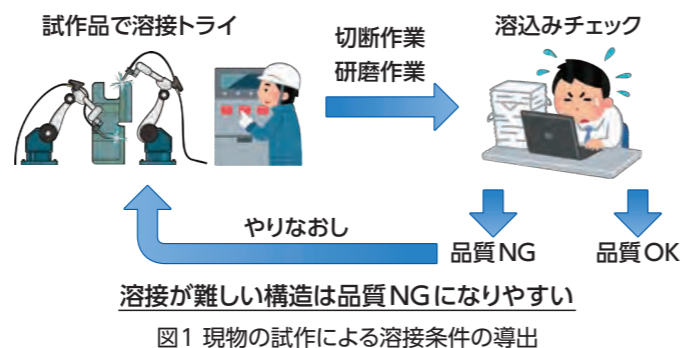 試作品で溶接トライ
切断作業
研磨作業
溶込みチェック
やりなおし
品質NG
品質OK
溶接が難しい構造は品質NGになりやすい
図1 現物の試作による溶接条件の導出